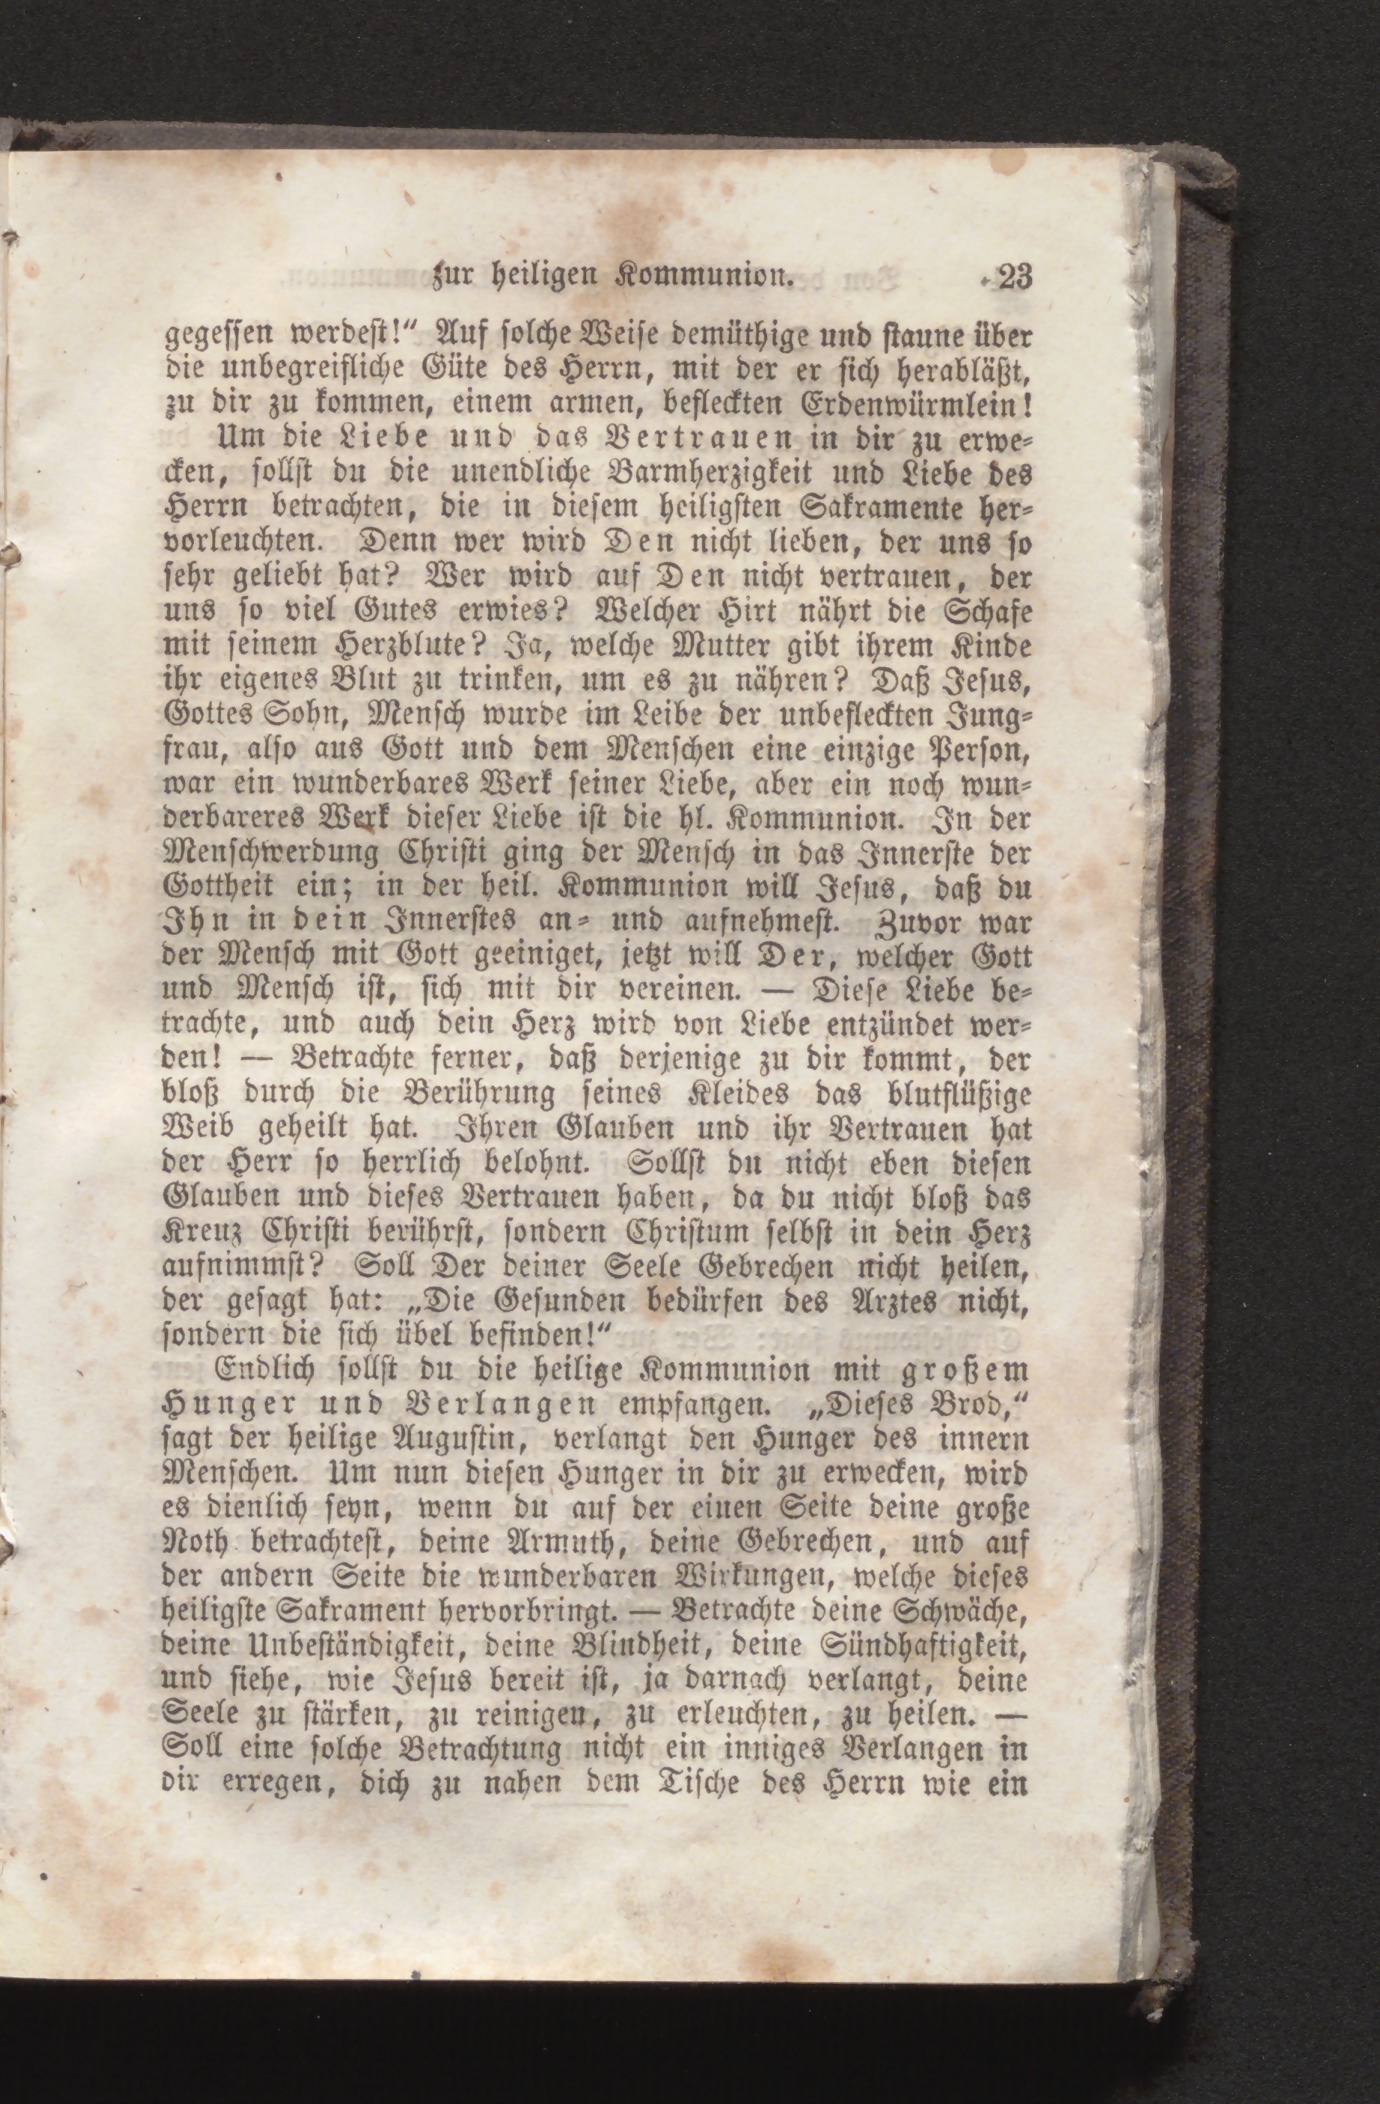 zur heiligen Kommunion. 23
gegessen werdest!“ Auf solche Weise demüthige und staune über
die unbegreifliche Güte des Herrn, mit der er sich herabläßt,
zu dir zu kommen, einem armen, befleckten Erdenwürmlein!
Um die Liebe und das Vertrauen in dir zu erwe-
cken, sollst du die unendliche Barmherzigkeit und Liebe des
Herrn betrachten, die in diesem heiligsten Sakramente her-
vorleuchten. Denn wer wird Den nicht lieben, der uns so
sehr geliebt hat? Wer wird auf Den nicht vertrauen, der
uns so viel Gutes erwies? Welcher Hirt nährt die Schafe
mit seinem Herzblute? Ja, welche Mutter gibt ihrem Kinde
ihr eigenes Blut zu trinken, um es zu nähren? Daß Jesus,
Gottes Sohn, Mensch wurde im Leibe der unbefleckten Jung-
frau, also aus Gott und dem Menschen eine einzige Person,
war ein wunderbares Werk seiner Liebe, aber ein noch wun-
derbareres Werk dieser Liebe ist die hl. Kommunion. In der
Menschwerdung Christi ging der Mensch in das Innerste der
Gottheit ein; in der heil. Kommunion will Jesus, daß du
Ihn in dein Innerstes an- und aufnehmest. Zuvor war
der Mensch mit Gott geeiniget, jetzt will Der, welcher Gott
und Mensch ist, sich mit dir vereinen. — Diese Liebe be-
trachte, und auch dein Herz wird von Liebe entzündet wer-
den! — Betrachte ferner, daß derjenige zu dir kommt, der
bloß durch die Berührung seines Kleides das blutflüßige
Weib geheilt hat. Ihren Glauben und ihr Vertrauen hat
der Herr so herrlich belohnt. Sollst du nicht eben diesen
Glauben und dieses Vertrauen haben, da du nicht bloß das
Kreuz Christi berührst, sondern Christum selbst in dein Herz
aufnimmst? Soll Der deiner Seele Gebrechen nicht heilen,
der gesagt hat: „Die Gesunden bedürfen des Arztes nicht,
sondern die sich übel befinden!“
Endlich sollst du die heilige Kommunion mit großem
Hunger und Verlangen empfangen. „Dieses Brod,“
sagt der heilige Augustin, verlangt den Hunger des innern
Menschen. Um nun diesen Hunger in dir zu erwecken, wird
es dienlich seyn, wenn du auf der einen Seite deine große
Noth betrachtest, deine Armuth, deine Gebrechen, und auf
der andern Seite die wunderbaren Wirkungen, welche dieses
heiligste Sakrament hervorbringt. — Betrachte deine Schwäche,
deine Unbeständigkeit, deine Blindheit, deine Sündhaftigkeit,
und siehe, wie Jesus bereit ist, ja darnach verlangt, deine
Seele zu stärken, zu reinigen, zu erleuchten, zu heilen. —
Soll eine solche Betrachtung nicht ein inniges Verlangen in
dir erregen, dich zu nahen dem Tische des Herrn wie ein